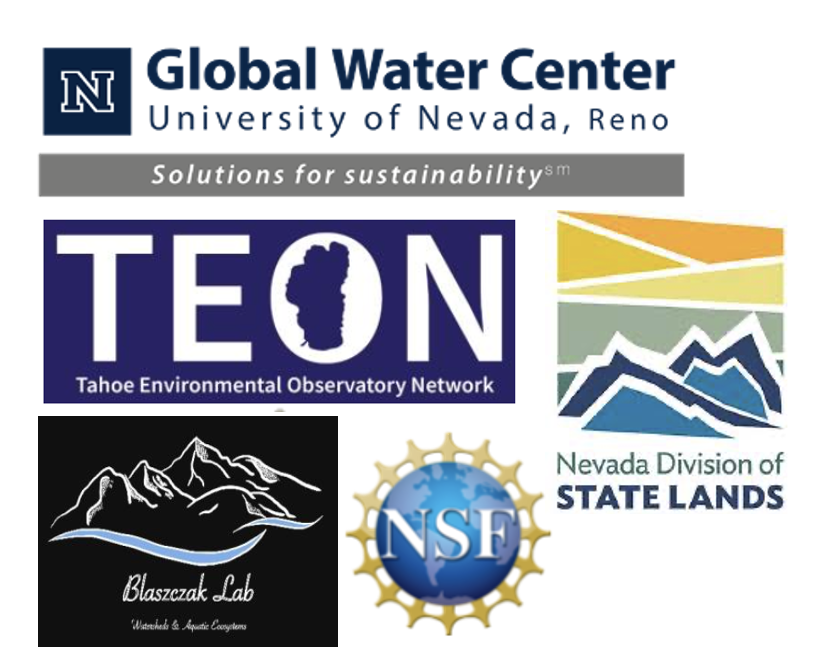 N
Global Water Center
University of Nevada, Reno
Solutions for sustainability℠
TEON
Tahoe Environmental Observatory Network
Nevada Division of
STATE LANDS
Blaszczak Lab
Watersheds & Aquatic Ecosystems
NSF